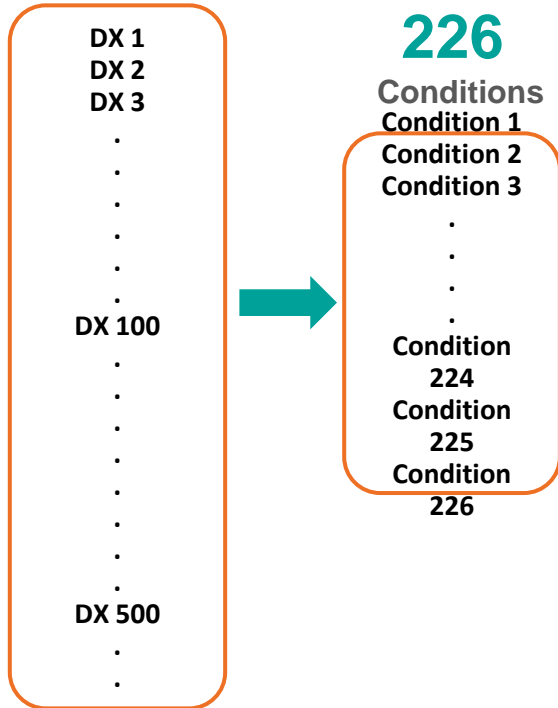 DX 1
DX 2
DX 3
.
.
.
.
.
.
DX 100
.
.
.
.
.
.
.
.
DX 500
.
.
226
Conditions
Condition 1
Condition 2
Condition 3
.
.
.
.
Condition
224
Condition
225
Condition
226